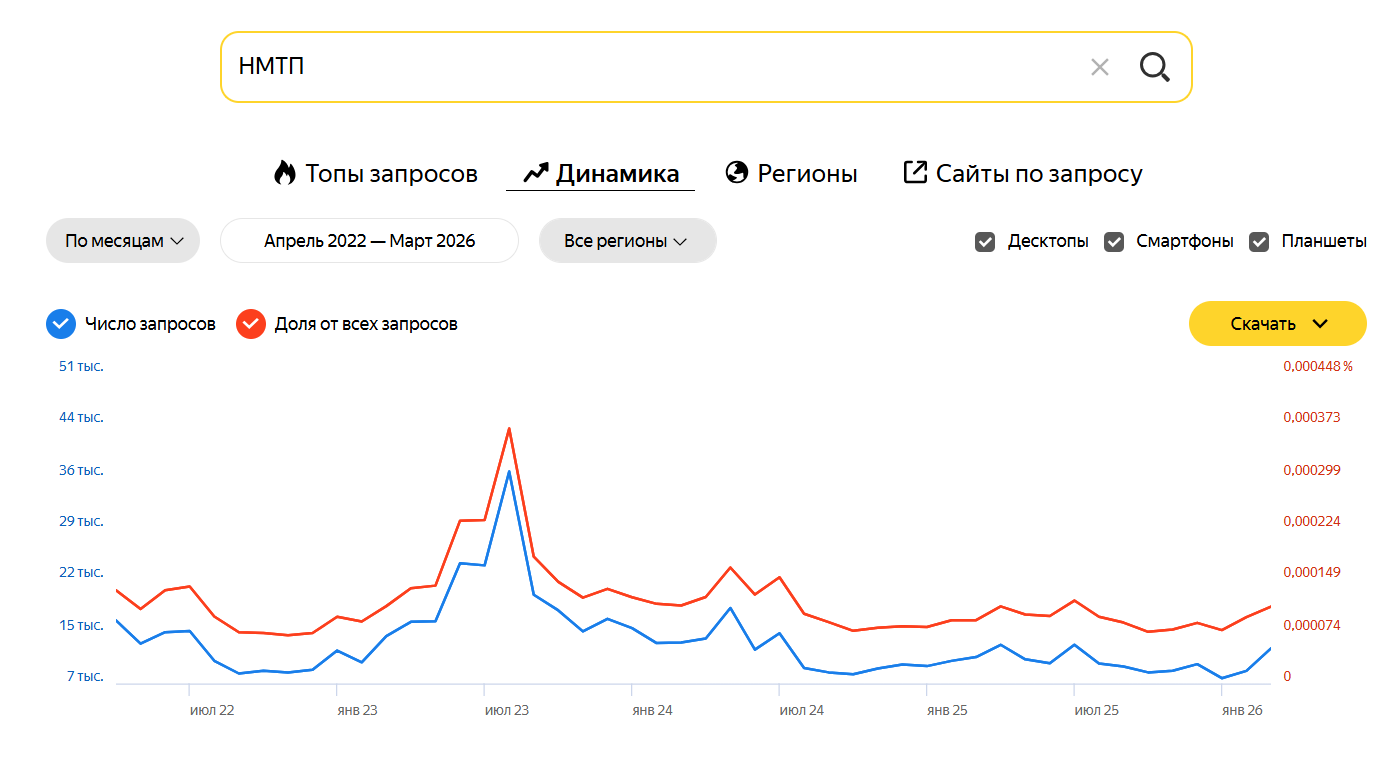 НМТП
Топы запросов Динамика Регионы Сайты по запросу
По месяцам Апрель 2022 — Март 2026 Все регионы Десктопы Смартфоны Планшеты
Число запросов Доля от всех запросов Скачать
51 тыс. 0,000448 %
44 тыс. 0,000373
36 тыс. 0,000299
29 тыс. 0,000224
22 тыс. 0,000149
15 тыс. 0,000074
7 тыс. 0
июл 22 янв 23 июл 23 янв 24 июл 24 янв 25 июл 25 янв 26